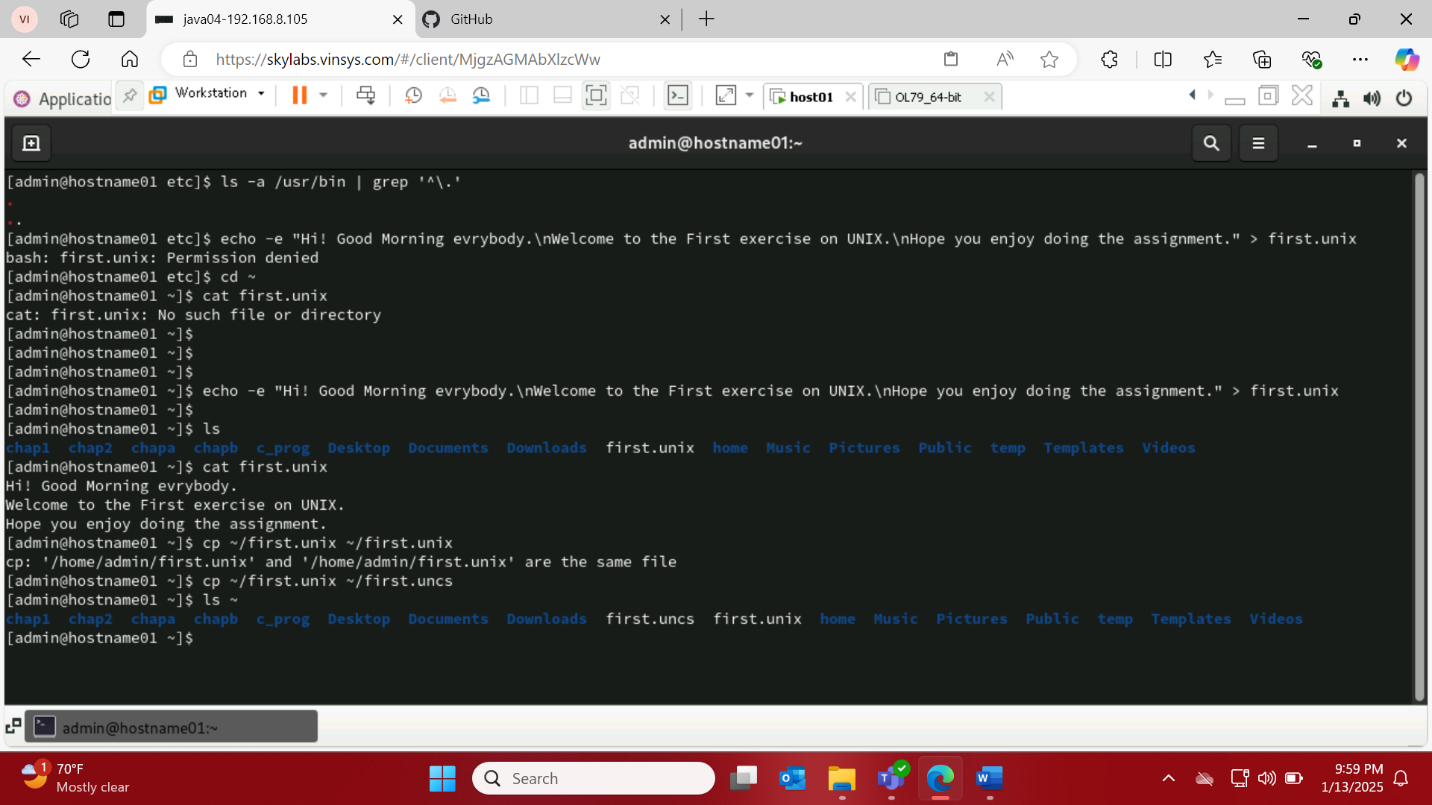 VI
java04-192.168.8.105
GitHub
https://skylabs.vinsys.com/#/client/MjgzAGMAbXlzcWw
Applicatio
Workstation
host01
OL79_64-bit
admin@hostname01:~
[admin@hostname01 etc]$ ls -a /usr/bin | grep '^\.'
.
..
[admin@hostname01 etc]$ echo -e "Hi! Good Morning evrybody.\nWelcome to the First exercise on UNIX.\nHope you enjoy doing the assignment." > first.unix
bash: first.unix: Permission denied
[admin@hostname01 etc]$ cd ~
[admin@hostname01 ~]$ cat first.unix
cat: first.unix: No such file or directory
[admin@hostname01 ~]$
[admin@hostname01 ~]$
[admin@hostname01 ~]$
[admin@hostname01 ~]$ echo -e "Hi! Good Morning evrybody.\nWelcome to the First exercise on UNIX.\nHope you enjoy doing the assignment." > first.unix
[admin@hostname01 ~]$
[admin@hostname01 ~]$ ls
chap1 chap2 chapa chapb c_prog Desktop Documents Downloads first.unix home Music Pictures Public temp Templates Videos
[admin@hostname01 ~]$ cat first.unix
Hi! Good Morning evrybody.
Welcome to the First exercise on UNIX.
Hope you enjoy doing the assignment.
[admin@hostname01 ~]$ cp ~/first.unix ~/first.unix
cp: '/home/admin/first.unix' and '/home/admin/first.unix' are the same file
[admin@hostname01 ~]$ cp ~/first.unix ~/first.uncs
[admin@hostname01 ~]$ ls ~
chap1 chap2 chapa chapb c_prog Desktop Documents Downloads first.uncs first.unix home Music Pictures Public temp Templates Videos
[admin@hostname01 ~]$
admin@hostname01:~
1
70°F
Mostly clear
Search
9:59 PM
1/13/2025